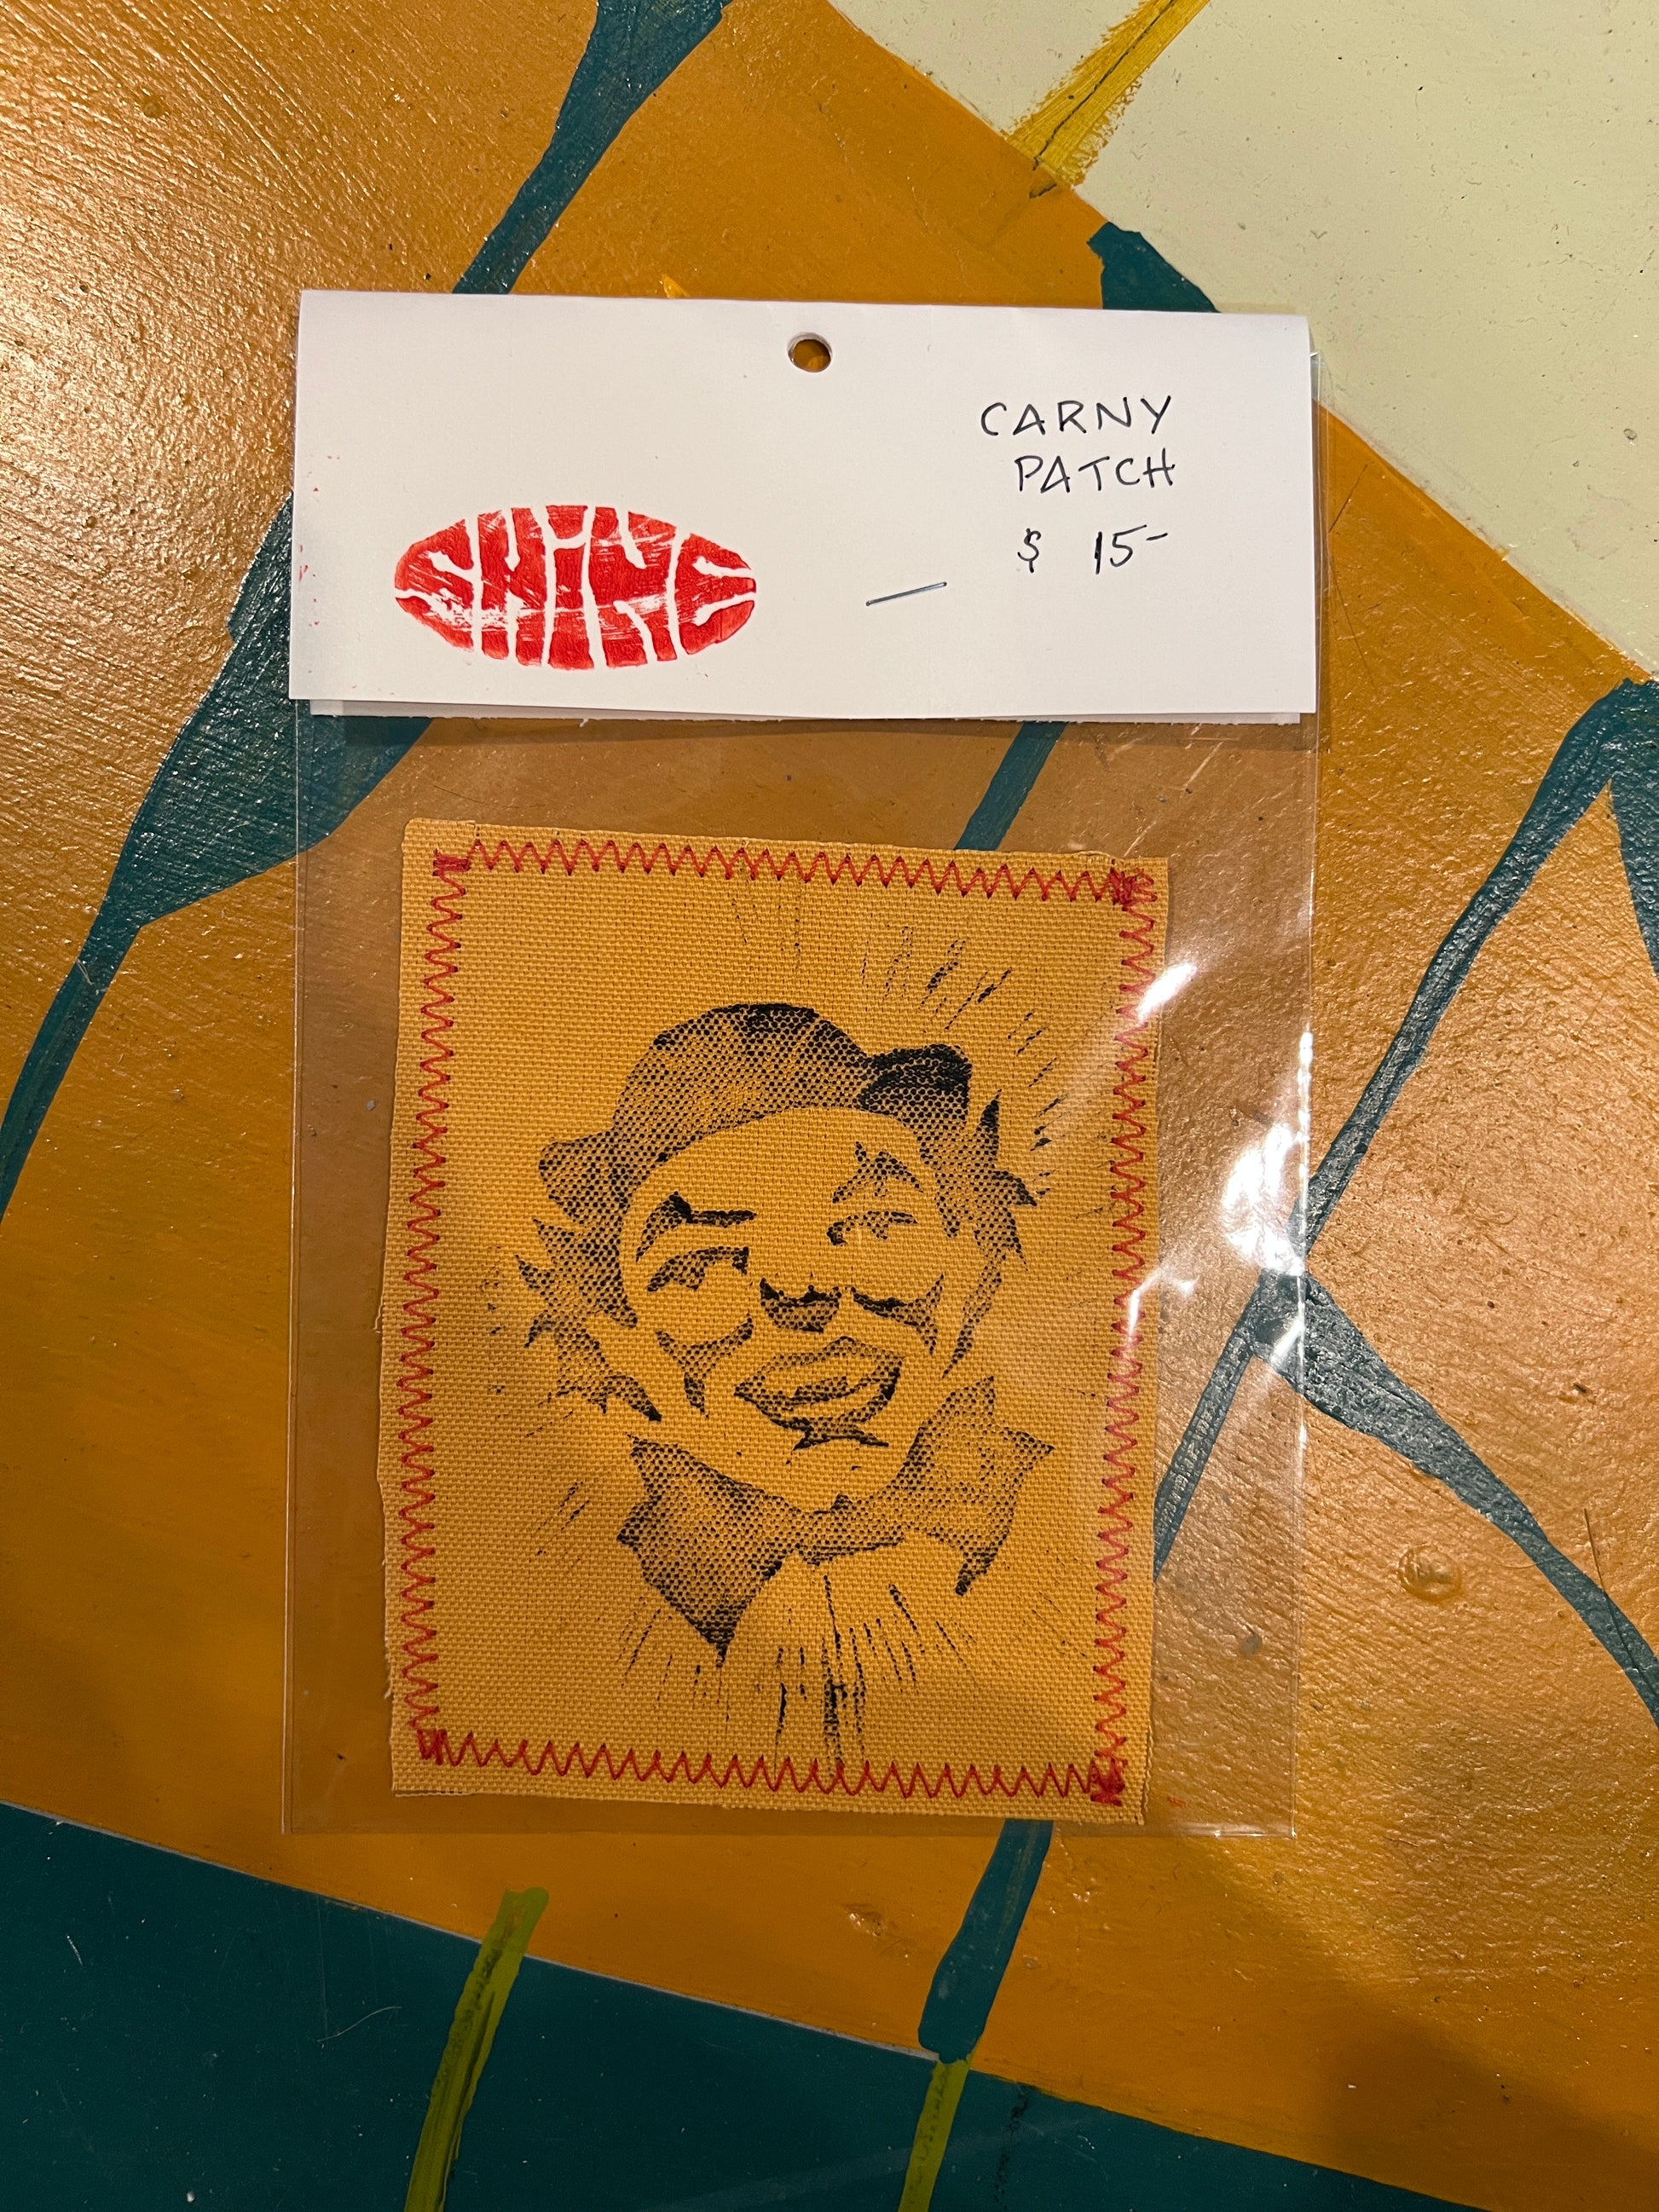 CARNY
PATCH
$ 15-
SHINE